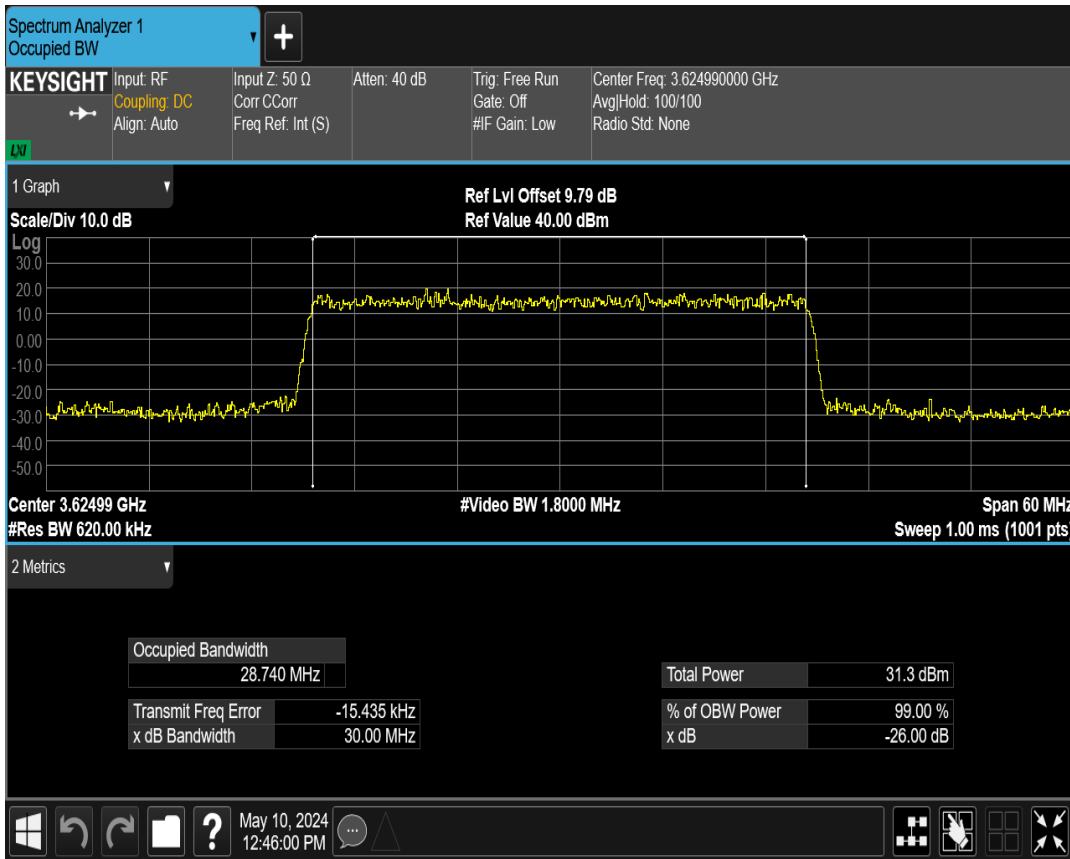 Spectrum Analyzer 1
Occupied BW
+
KEYSIGHT
LXI
Input: RF
Coupling: DC
Align: Auto
Input Z: 50 Ω
Corr CCorr
Freq Ref: Int (S)
Atten: 40 dB
Trig: Free Run
Gate: Off
#IF Gain: Low
Center Freq: 3.624990000 GHz
Avg|Hold: 100/100
Radio Std: None
1 Graph
Scale/Div 10.0 dB
Ref Lvl Offset 9.79 dB
Ref Value 40.00 dBm
Log
30.0
20.0
10.0
0.00
-10.0
-20.0
-30.0
-40.0
-50.0
Center 3.62499 GHz
#Res BW 620.00 kHz
#Video BW 1.8000 MHz
Span 60 MHz
Sweep 1.00 ms (1001 pts)
2 Metrics
Occupied Bandwidth
28.740 MHz
Transmit Freq Error -15.435 kHz
x dB Bandwidth 30.00 MHz
Total Power 31.3 dBm
% of OBW Power 99.00 %
x dB -26.00 dB
?
May 10, 2024
12:46:00 PM